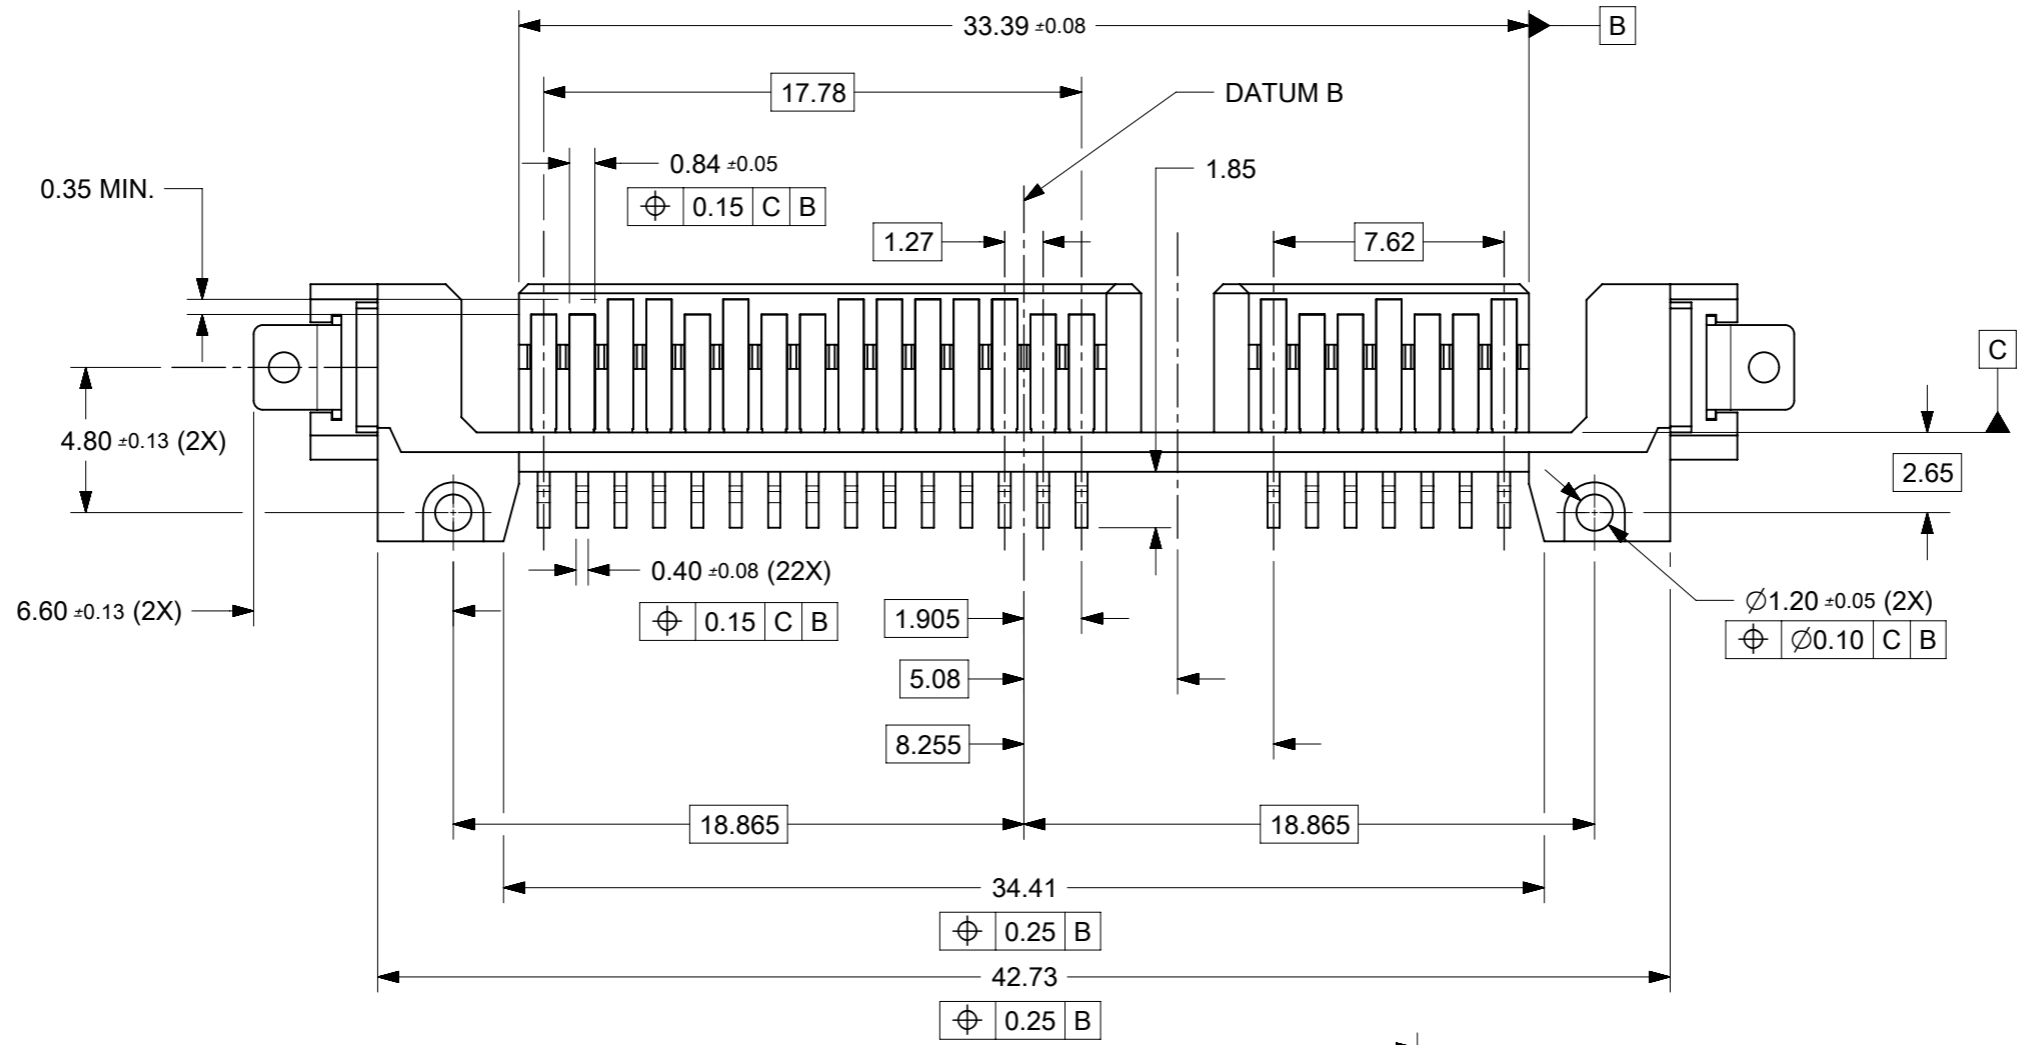 33.39 ±0.08
B
17.78
DATUM B
0.84 ±0.05
⌖ 0.15 C B
1.85
0.35 MIN.
1.27
7.62
C
4.80 ±0.13 (2X)
2.65
0.40 ±0.08 (22X)
⌖ 0.15 C B
6.60 ±0.13 (2X)
1.905
∅1.20 ±0.05 (2X)
⌖ ∅0.10 C B
5.08
8.255
18.865
18.865
34.41
⌖ 0.25 B
42.73
⌖ 0.25 B